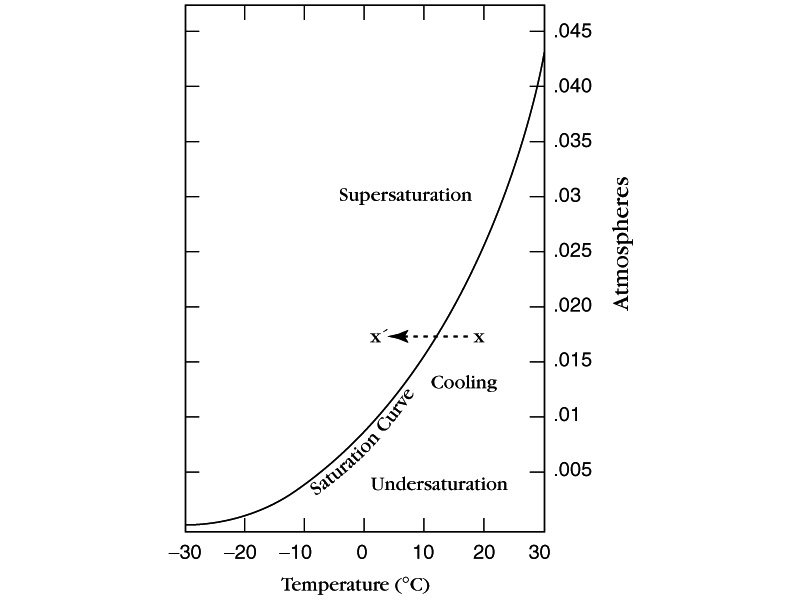 .045
.040
.035
Supersaturation
.03
Atmospheres
.025
.020
x´ x
.015
Cooling
.01
Saturation Curve
.005
Undersaturation
–30 –20 –10 0 10 20 30
Temperature (°C)